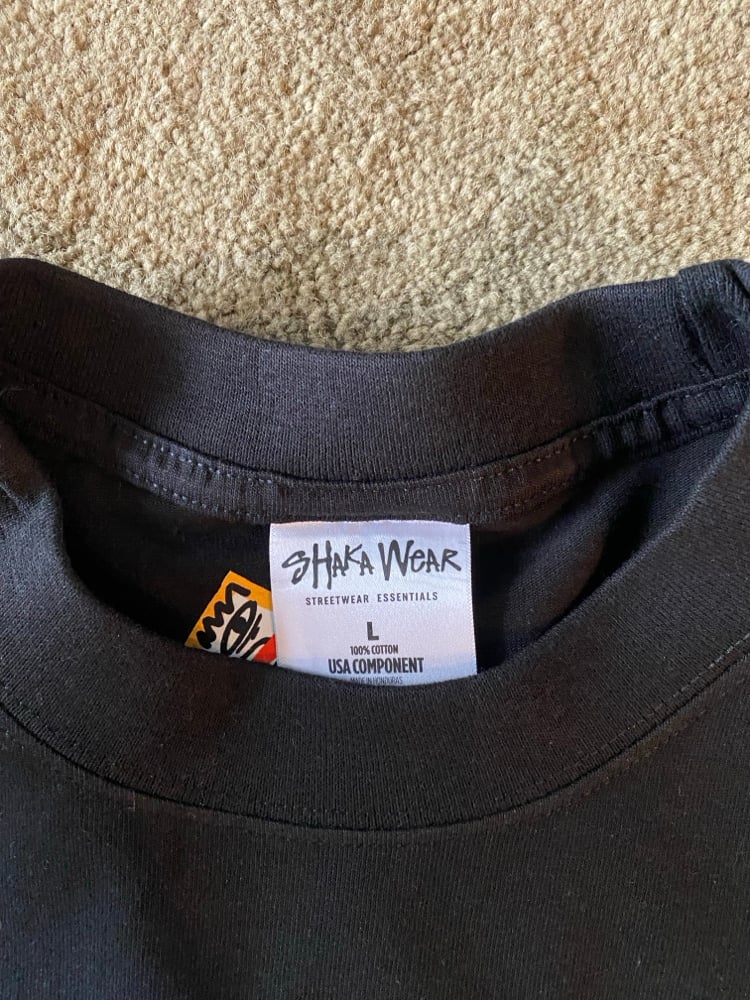 SHAKA WEAR
STREETWEAR ESSENTIALS
L
100% COTTON
USA COMPONENT
MADE IN HONDURAS